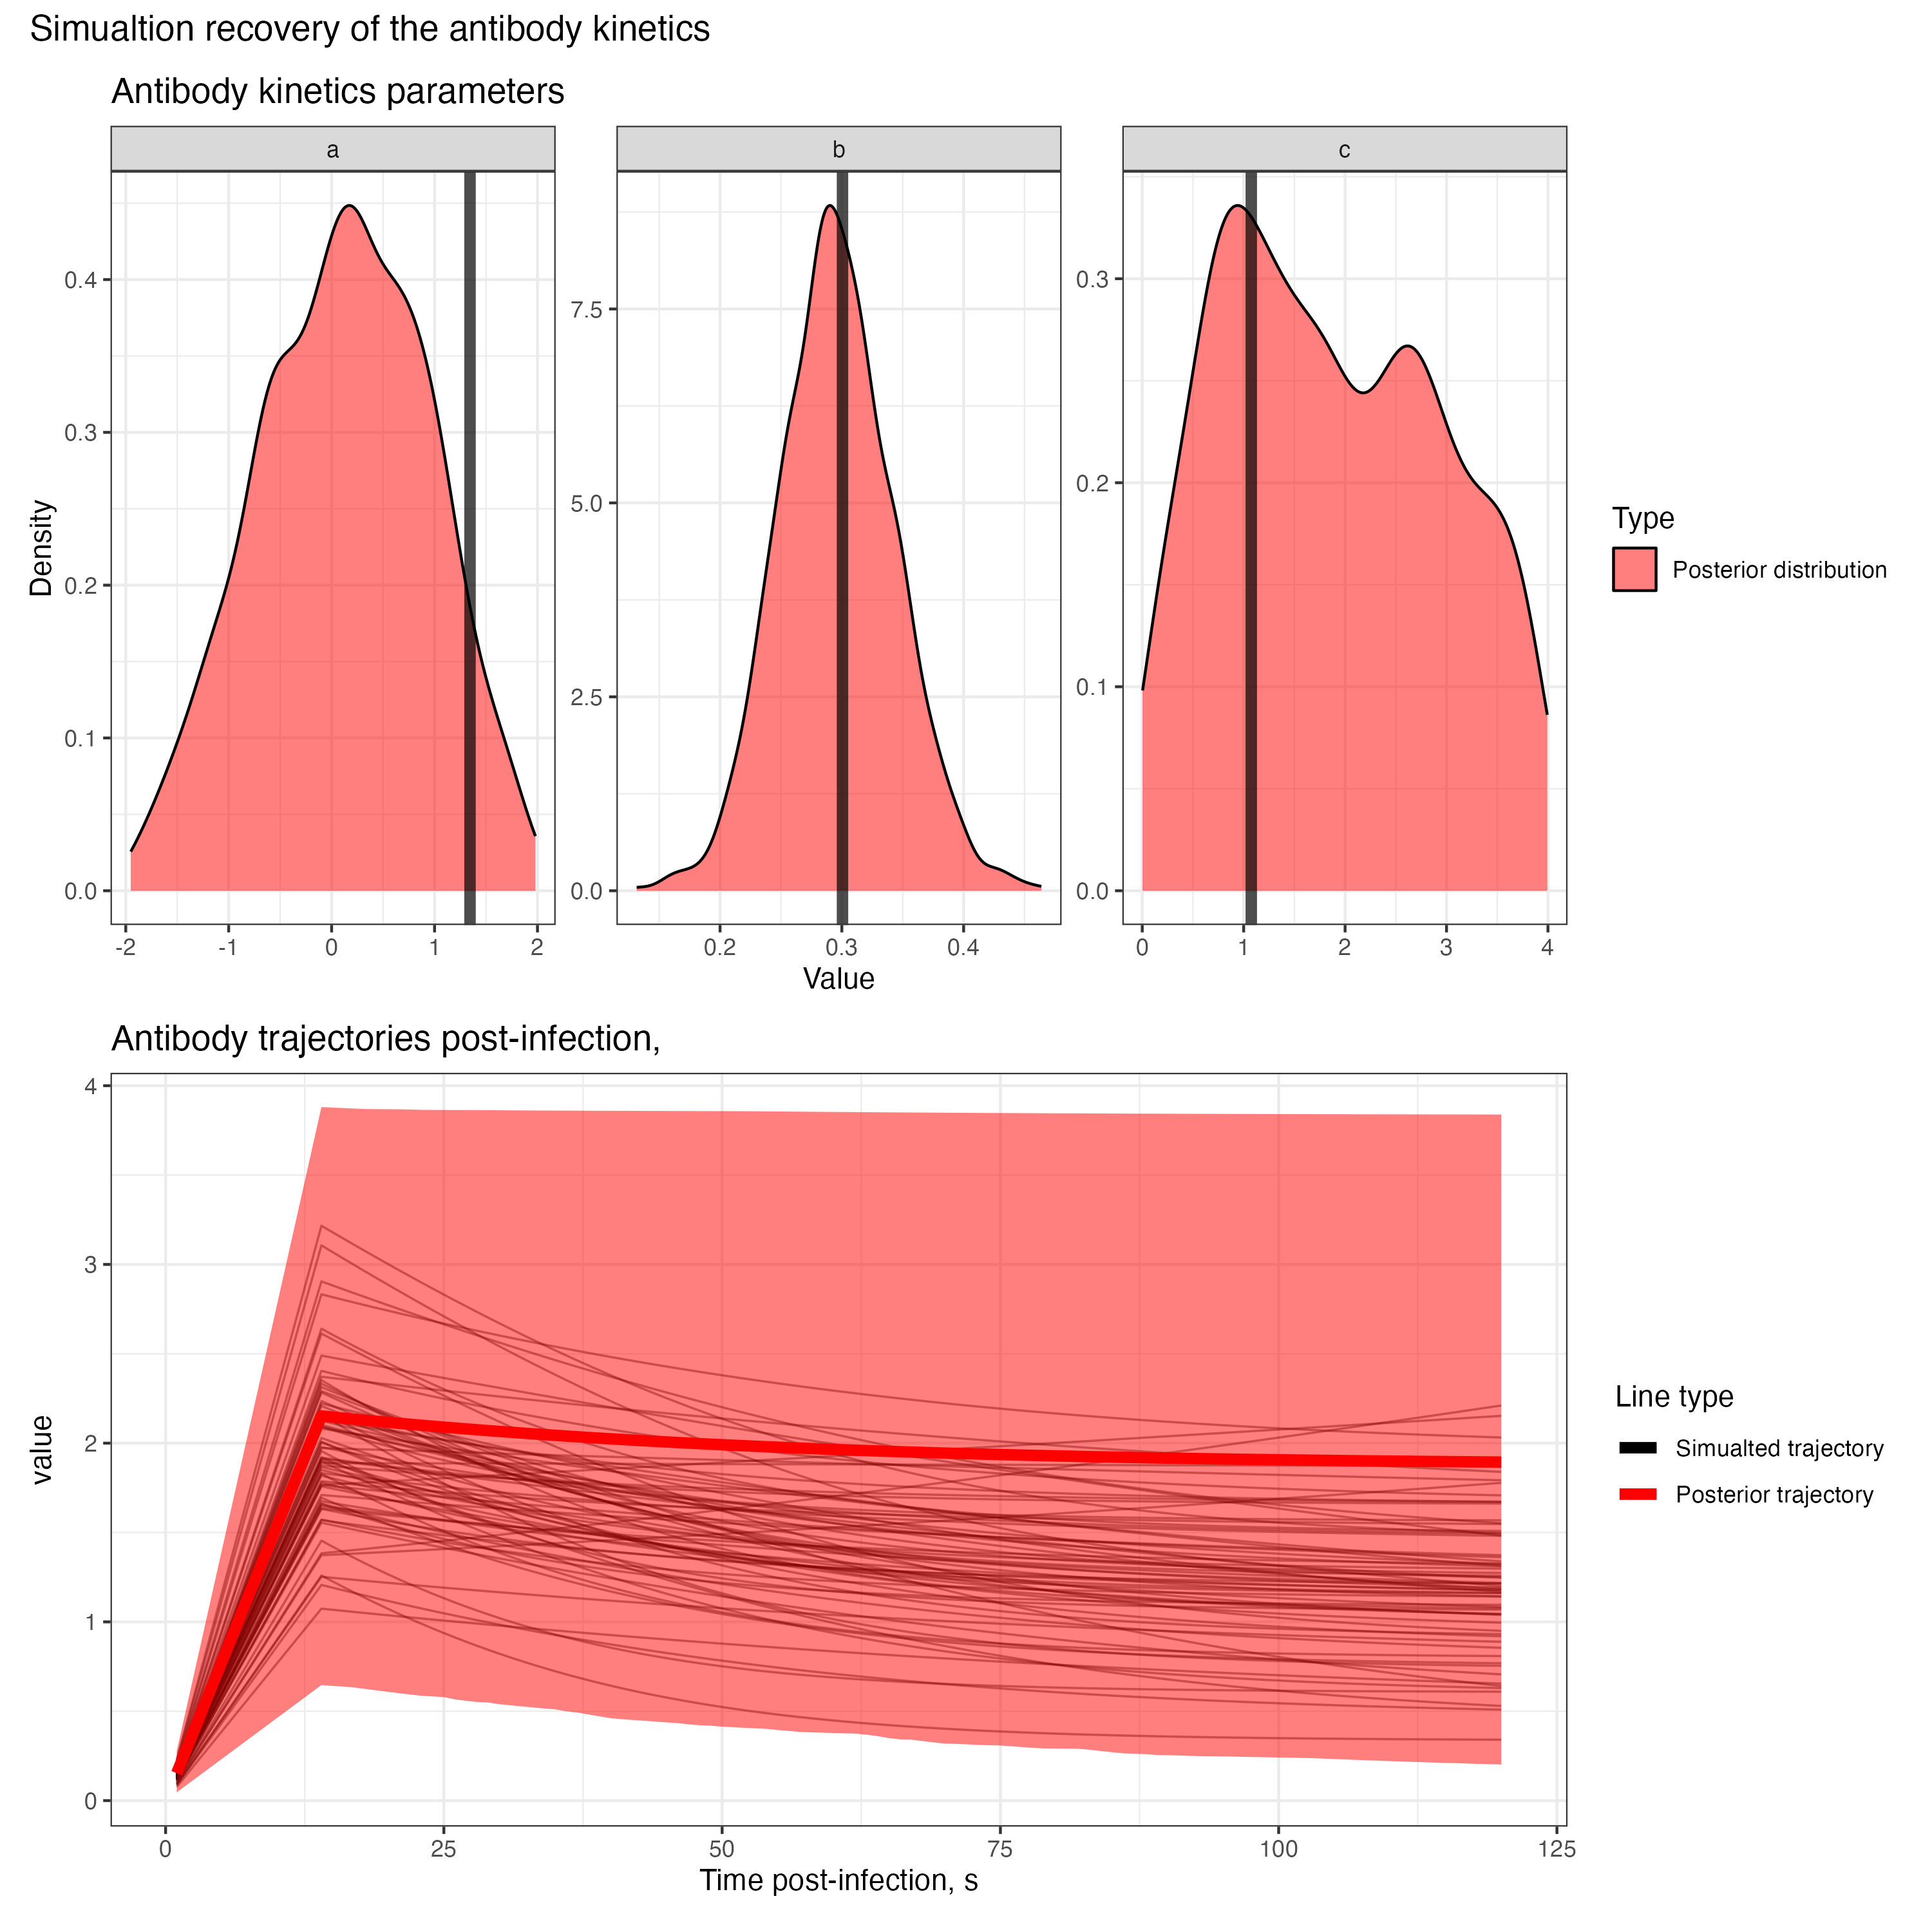 Simualtion recovery of the antibody kinetics
Antibody kinetics parameters
a
b
c
Density
0.4
0.3
0.2
0.1
0.0
-2 -1 0 1 2
7.5
5.0
2.5
0.0
0.2 0.3 0.4
0.3
0.2
0.1
0.0
0 1 2 3 4
Value
Type
Posterior distribution
Antibody trajectories post-infection,
value
4
3
2
1
0
0 25 50 75 100 125
Time post-infection, s
Line type
Simualted trajectory
Posterior trajectory